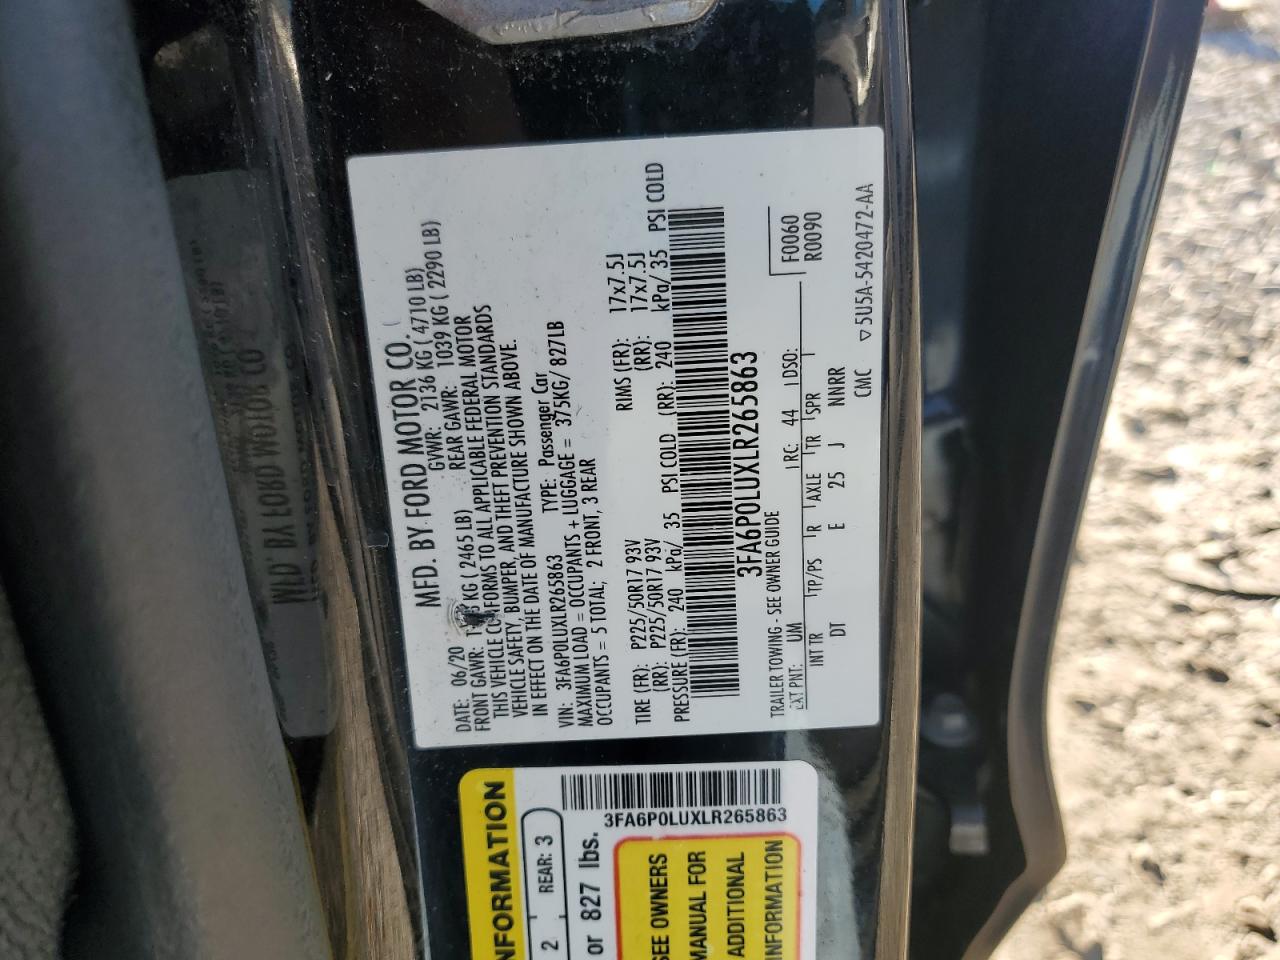 MFD. BY FORD MOTOR CO.
DATE: 06/20 GVWR: 2136 KG ( 4710 LB)
FRONT GAWR: KG ( 2465 LB) REAR GAWR: 1039 KG ( 2290 LB)
THIS VEHICLE CONFORMS TO ALL APPLICABLE FEDERAL MOTOR
VEHICLE SAFETY, BUMPER, AND THEFT PREVENTION STANDARDS
IN EFFECT ON THE DATE OF MANUFACTURE SHOWN ABOVE.
VIN: 3FA6P0LUXLR265863 TYPE: Passenger Car
MAXIMUM LOAD = OCCUPANTS + LUGGAGE = 375KG/ 827LB
OCCUPANTS = 5 TOTAL; 2 FRONT, 3 REAR
TIRE (FR): P225/50R17 93V RIMS (FR): 17x7.5J
(RR): P225/50R17 93V (RR): 17x7.5J
PRESSURE (FR): 240 kPa/ 35 PSI COLD (RR): 240 kPa/ 35 PSI COLD
3FA6P0LUXLR265863
TRAILER TOWING - SEE OWNER GUIDE
EXT PNT: UM RC: 44 DSO: F0060
R0090
INT TR TP/PS R AXLE TR SPR
DT E 25 J NNRR
CMC ▽5U5A-5420472-AA
NFORMATION
2 REAR: 3
or 827 lbs.
3FA6P0LUXLR265863
SEE OWNERS
MANUAL FOR
ADDITIONAL
INFORMATION